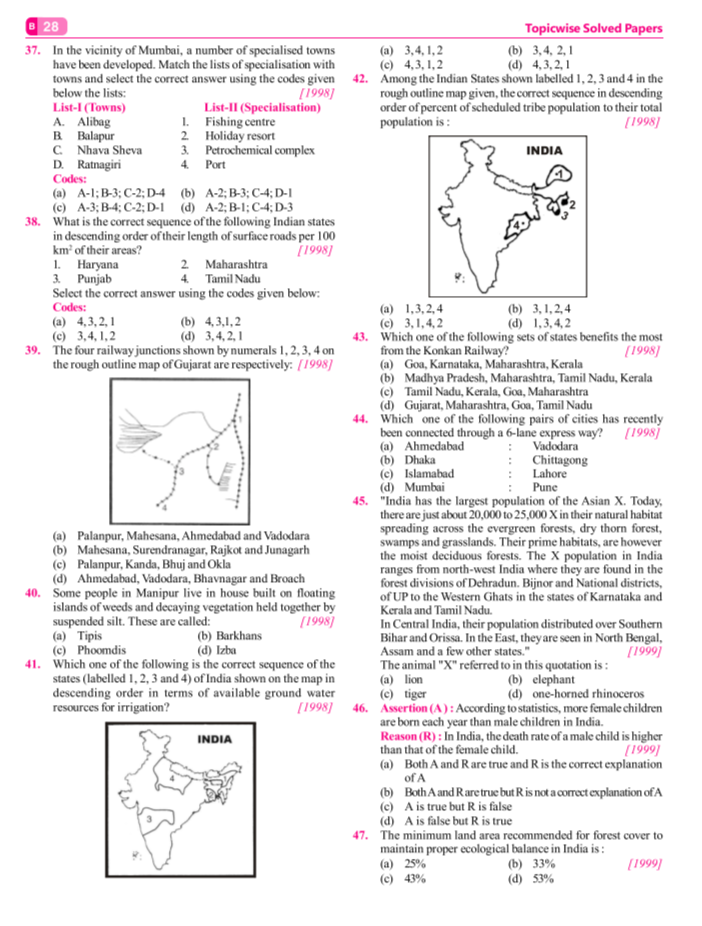 B 28
Topicwise Solved Papers
37. In the vicinity of Mumbai, a number of specialised towns
have been developed. Match the lists of specialisation with
towns and select the correct answer using the codes given
below the lists: [1998]
List-I (Towns) List-II (Specialisation)
A. Alibag 1. Fishing centre
B. Balapur 2. Holiday resort
C. Nhava Sheva 3. Petrochemical complex
D. Ratnagiri 4. Port
Codes:
(a) A-1; B-3; C-2; D-4 (b) A-2; B-3; C-4; D-1
(c) A-3; B-4; C-2; D-1 (d) A-2; B-1; C-4; D-3
38. What is the correct sequence of the following Indian states
in descending order of their length of surface roads per 100
km² of their areas? [1998]
1. Haryana 2. Maharashtra
3. Punjab 4. Tamil Nadu
Select the correct answer using the codes given below:
Codes:
(a) 4, 3, 2, 1 (b) 4, 3,1, 2
(c) 3, 4, 1, 2 (d) 3, 4, 2, 1
39. The four railway junctions shown by numerals 1, 2, 3, 4 on
the rough outline map of Gujarat are respectively: [1998]
1
2
3
4
(a) Palanpur, Mahesana, Ahmedabad and Vadodara
(b) Mahesana, Surendranagar, Rajkot and Junagarh
(c) Palanpur, Kanda, Bhuj and Okla
(d) Ahmedabad, Vadodara, Bhavnagar and Broach
40. Some people in Manipur live in house built on floating
islands of weeds and decaying vegetation held together by
suspended silt. These are called: [1998]
(a) Tipis (b) Barkhans
(c) Phoomdis (d) Izba
41. Which one of the following is the correct sequence of the
states (labelled 1, 2, 3 and 4) of India shown on the map in
descending order in terms of available ground water
resources for irrigation? [1998]
INDIA
4
3
(a) 3, 4, 1, 2 (b) 3, 4, 2, 1
(c) 4, 3, 1, 2 (d) 4, 3, 2, 1
42. Among the Indian States shown labelled 1, 2, 3 and 4 in the
rough outline map given, the correct sequence in descending
order of percent of scheduled tribe population to their total
population is : [1998]
INDIA
1
2
3
4
(a) 1, 3, 2, 4 (b) 3, 1, 2, 4
(c) 3, 1, 4, 2 (d) 1, 3, 4, 2
43. Which one of the following sets of states benefits the most
from the Konkan Railway? [1998]
(a) Goa, Karnataka, Maharashtra, Kerala
(b) Madhya Pradesh, Maharashtra, Tamil Nadu, Kerala
(c) Tamil Nadu, Kerala, Goa, Maharashtra
(d) Gujarat, Maharashtra, Goa, Tamil Nadu
44. Which one of the following pairs of cities has recently
been connected through a 6-lane express way? [1998]
(a) Ahmedabad : Vadodara
(b) Dhaka : Chittagong
(c) Islamabad : Lahore
(d) Mumbai : Pune
45. "India has the largest population of the Asian X. Today,
there are just about 20,000 to 25,000 X in their natural habitat
spreading across the evergreen forests, dry thorn forest,
swamps and grasslands. Their prime habitats, are however
the moist deciduous forests. The X population in India
ranges from north-west India where they are found in the
forest divisions of Dehradun. Bijnor and National districts,
of UP to the Western Ghats in the states of Karnataka and
Kerala and Tamil Nadu.
In Central India, their population distributed over Southern
Bihar and Orissa. In the East, they are seen in North Bengal,
Assam and a few other states." [1999]
The animal "X" referred to in this quotation is :
(a) lion (b) elephant
(c) tiger (d) one-horned rhinoceros
46. Assertion (A) : According to statistics, more female children
are born each year than male children in India.
Reason (R) : In India, the death rate of a male child is higher
than that of the female child. [1999]
(a) Both A and R are true and R is the correct explanation
of A
(b) Both A and R are true but R is not a correct explanation of A
(c) A is true but R is false
(d) A is false but R is true
47. The minimum land area recommended for forest cover to
maintain proper ecological balance in India is :
(a) 25% (b) 33% [1999]
(c) 43% (d) 53%